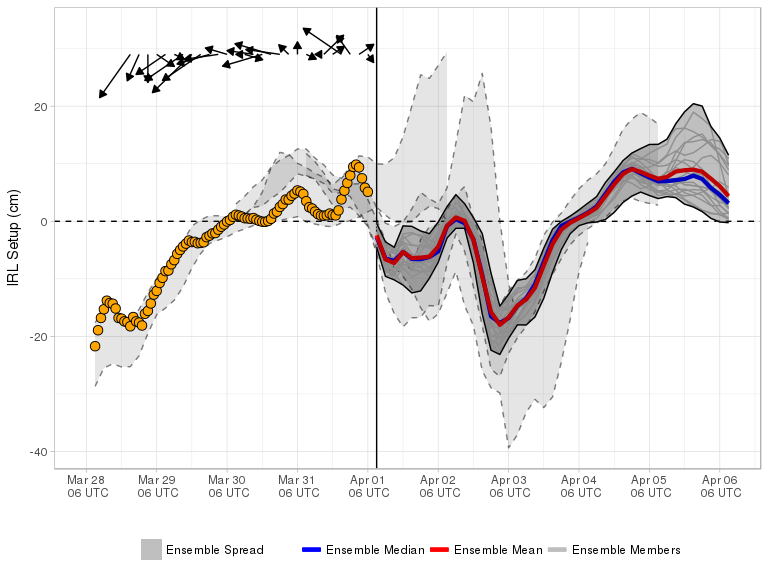 IRL Setup (cm)
20
0
-20
-40
Mar 28 Mar 29 Mar 30 Mar 31 Apr 01 Apr 02 Apr 03 Apr 04 Apr 05 Apr 06
06 UTC 06 UTC 06 UTC 06 UTC 06 UTC 06 UTC 06 UTC 06 UTC 06 UTC 06 UTC
Ensemble Spread Ensemble Median Ensemble Mean Ensemble Members